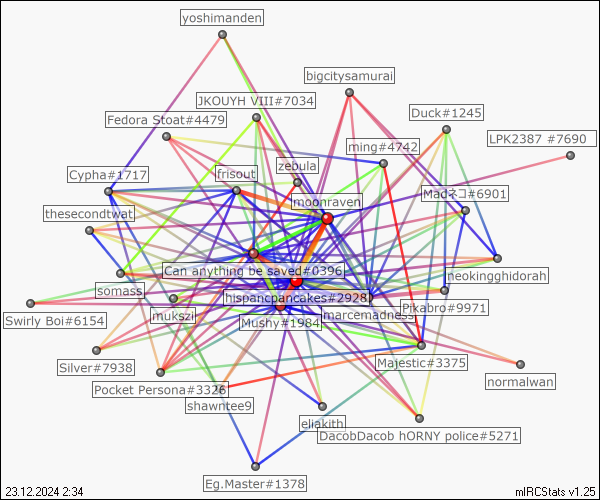 yoshimanden
bigcitysamurai
JKOUYH VIII#7034
Duck#1245
Fedora Stoat#4479
LPK2387 #7690
ming#4742
zebula
Cypha#1717
frisout
Madネコ#6901
moonraven
thesecondtwat
Can anything be saved#0396
neokingghidorah
somass
hispancpancakes#2928
Pikabro#9971
mukszil
marcemadness
Swirly Boi#6154
Mushy#1984
Majestic#3375
Silver#7938
normalwan
Pocket Persona#3326
shawntee9
eliakith
DacobDacob hORNY police#5271
Eg.Master#1378
23.12.2024 2:34
mIRCStats v1.25